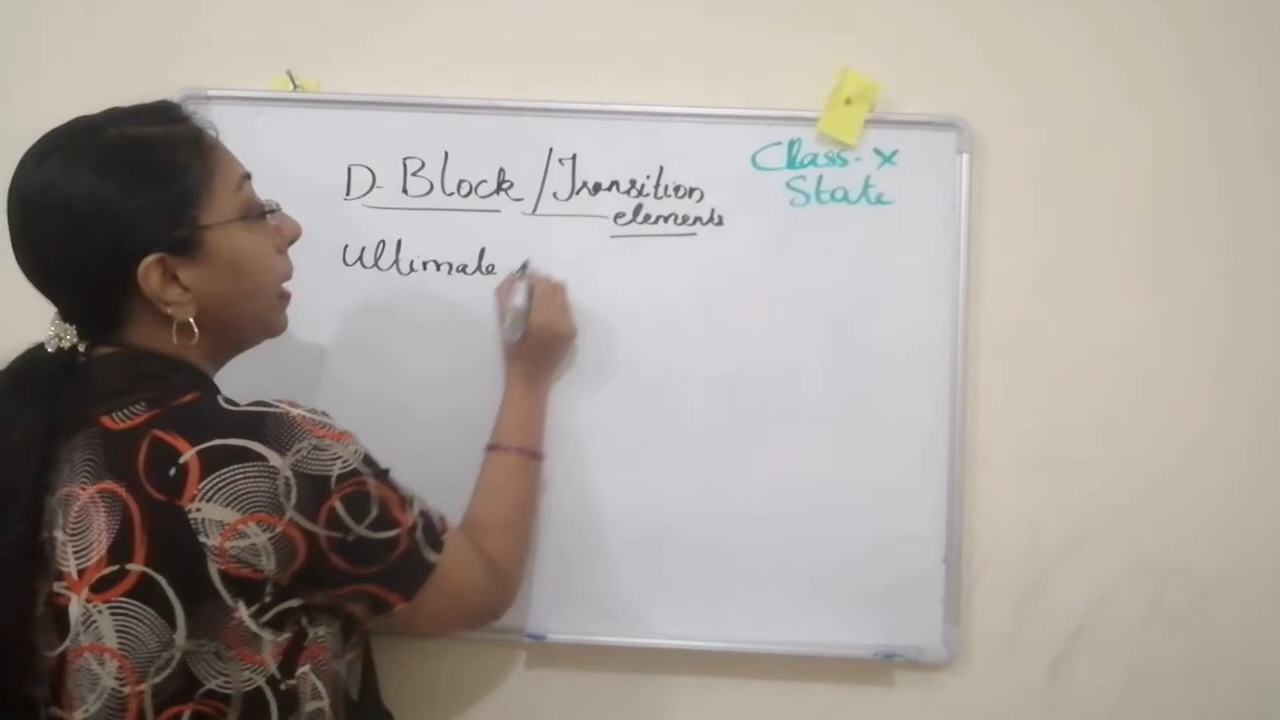 D-Block/Transition
elements
Class-X
State
Ultimate